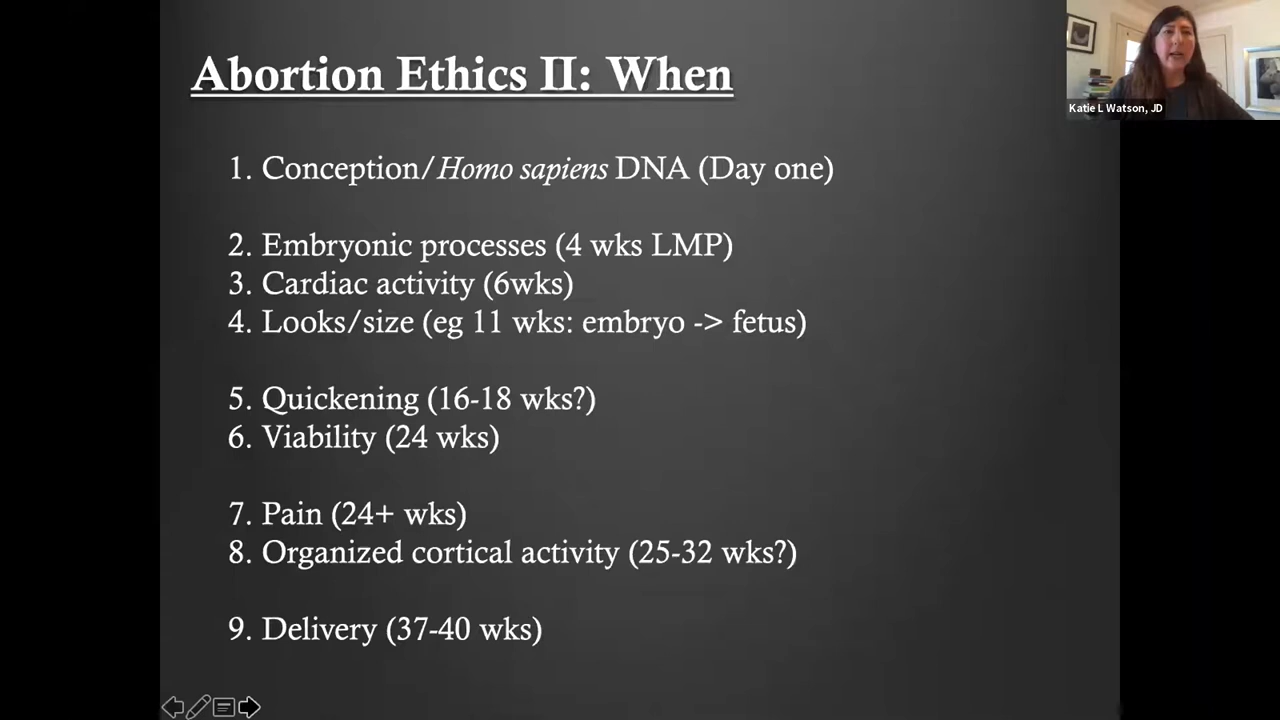 Abortion Ethics II: When
Katie L Watson, JD
1. Conception/Homo sapiens DNA (Day one)
2. Embryonic processes (4 wks LMP)
3. Cardiac activity (6wks)
4. Looks/size (eg 11 wks: embryo -> fetus)
5. Quickening (16-18 wks?)
6. Viability (24 wks)
7. Pain (24+ wks)
8. Organized cortical activity (25-32 wks?)
9. Delivery (37-40 wks)